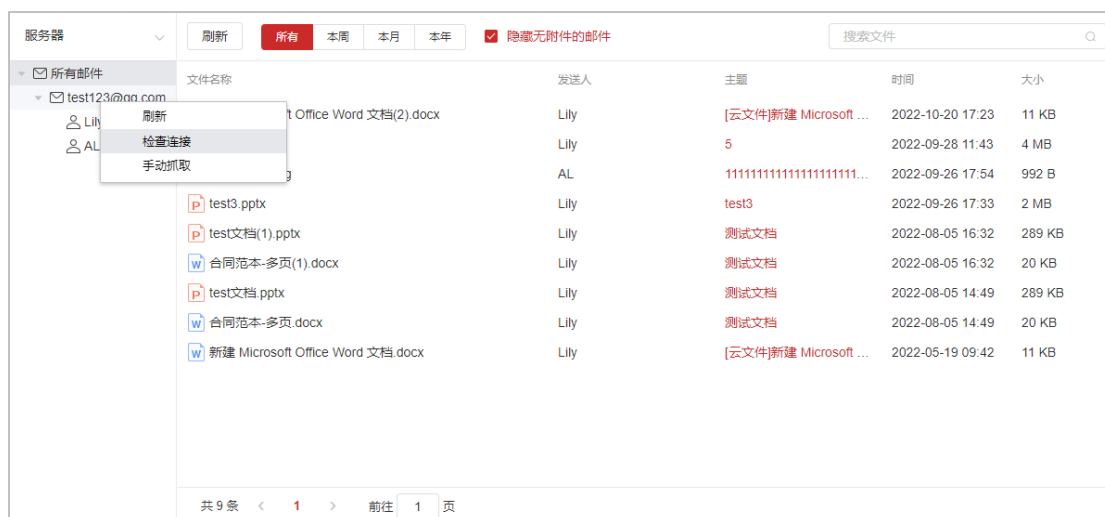 服务器 刷新 所有 本周 本月 本年 隐藏无附件的邮件 搜索文件
所有邮件
test123@qq.com
AL
刷新
检查连接
手动抓取
文件名称 发送人 主题 时间 大小
t Office Word 文档(2).docx Lily [云文件]新建 Microsoft ... 2022-10-20 17:23 11 KB
Lily 5 2022-09-28 11:43 4 MB
AL 2022-09-26 17:54 992 B
test3.pptx Lily test3 2022-09-26 17:33 2 MB
test文档(1).pptx Lily 测试文档 2022-08-05 16:32 289 KB
合同范本-多页(1).docx Lily 测试文档 2022-08-05 16:32 20 KB
test文档.pptx Lily 测试文档 2022-08-05 14:49 289 KB
合同范本-多页.docx Lily 测试文档 2022-08-05 14:49 20 KB
新建 Microsoft Office Word 文档.docx Lily [云文件]新建 Microsoft ... 2022-05-19 09:42 11 KB
共 9 条 < 1 > 前往 1 页